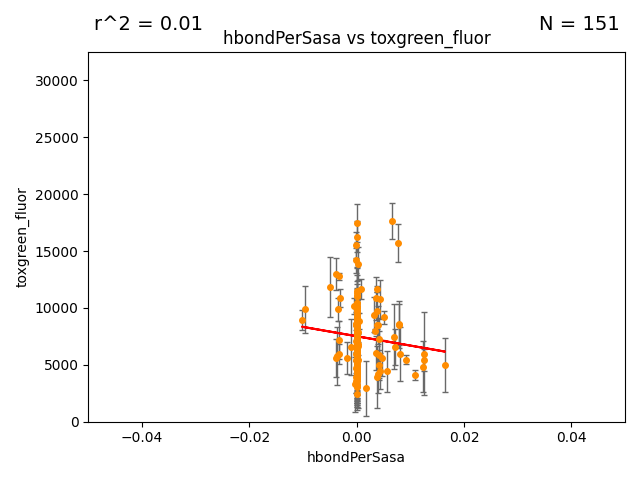 r^2 = 0.01
N = 151
hbondPerSasa vs toxgreen_fluor
30000
25000
20000
15000
10000
5000
0
toxgreen_fluor
−0.04
−0.02
0.00
0.02
0.04
hbondPerSasa